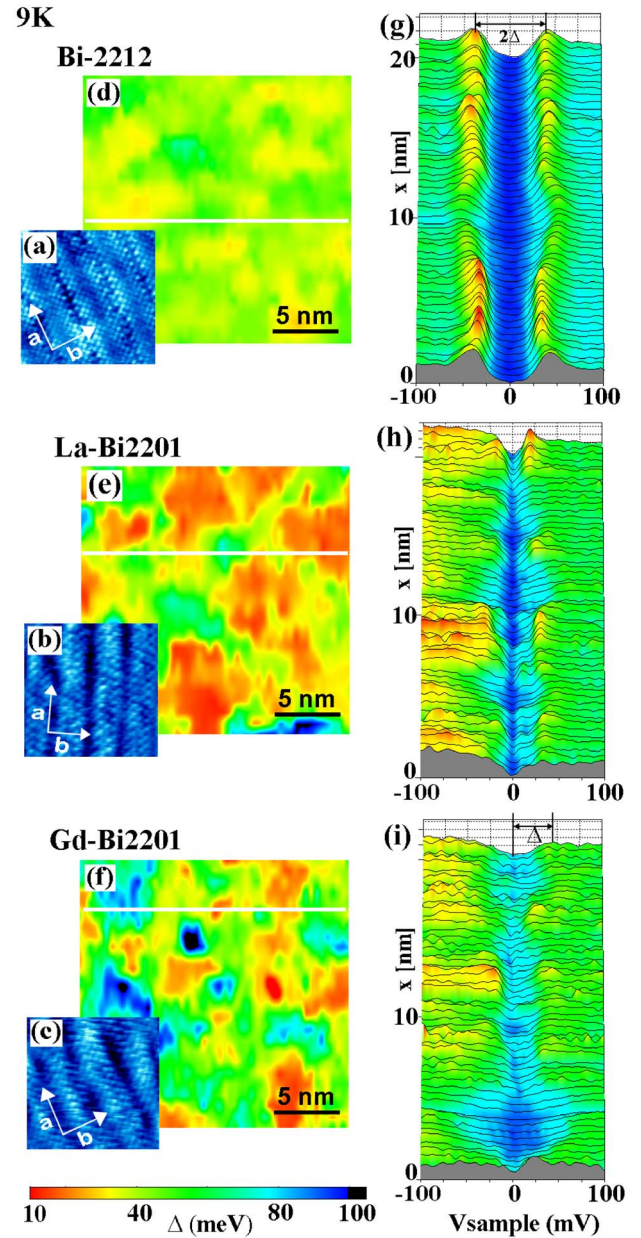 9K
Bi-2212
(d)
(a)
a
b
5 nm
(g)
2Δ
20
x [nm]
10
0
-100 0 100
La-Bi2201
(e)
(b)
a
b
5 nm
(h)
x [nm]
10
0
-100 0 100
Gd-Bi2201
(f)
(c)
a
b
5 nm
(i)
Δ
x [nm]
10
0
-100 0 100
Vsample (mV)
10 30 80 100
Δ (meV)